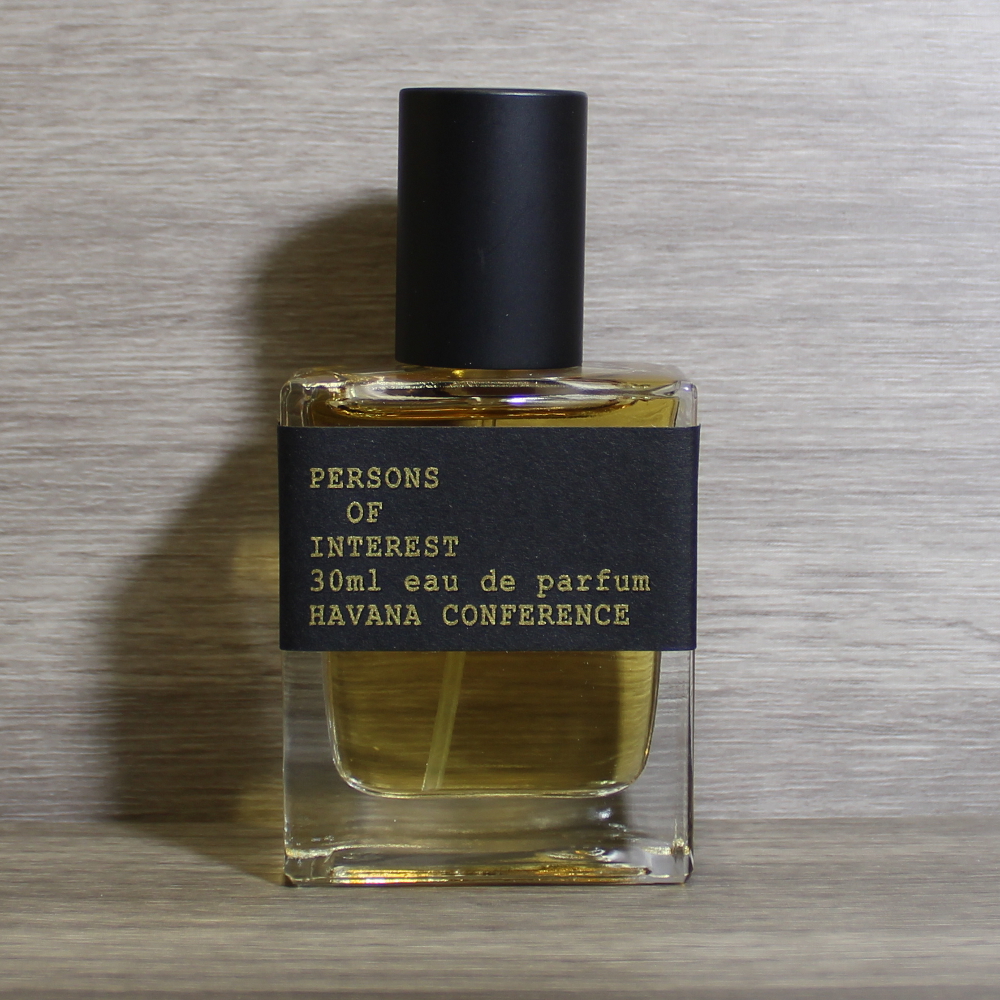 PERSONS
OF
INTEREST
30ml eau de parfum
HAVANA CONFERENCE